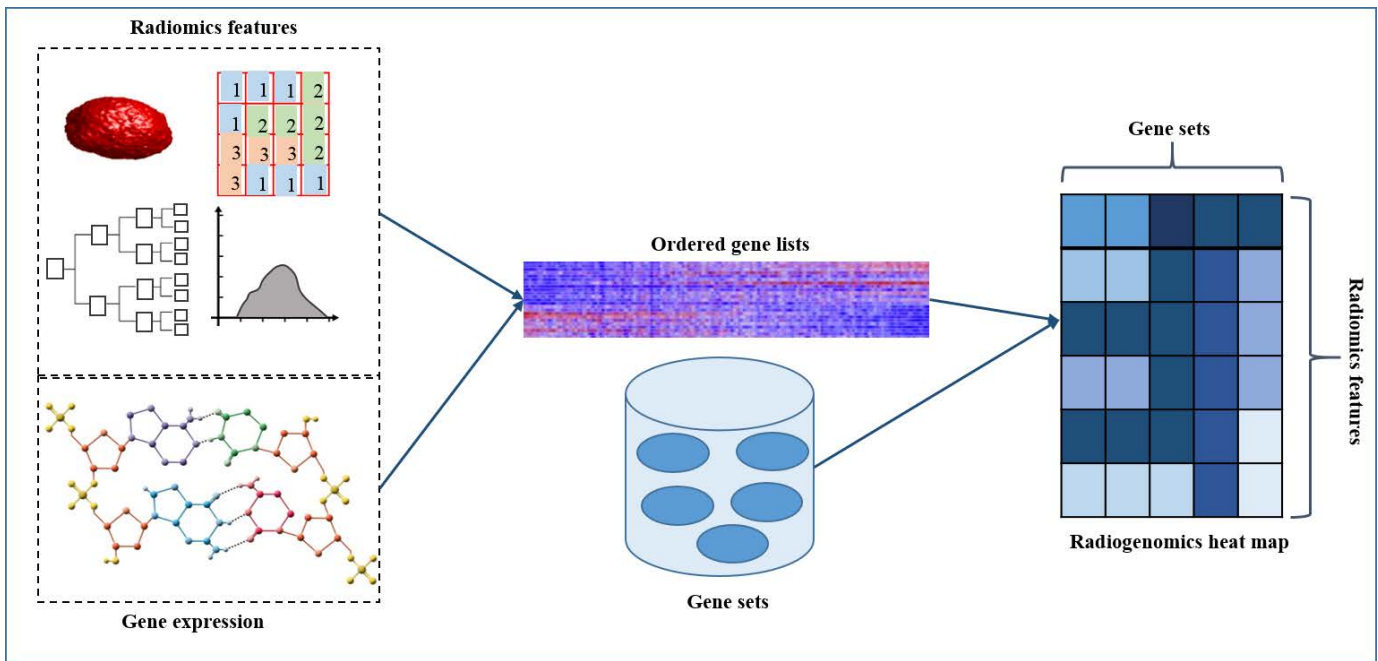 Radiomics features
1 1 1 2
1 2 2 2
3 3 3 2
3 1 1 1
Gene expression
Ordered gene lists
Gene sets
Gene sets
Radiomics features
Radiogenomics heat map